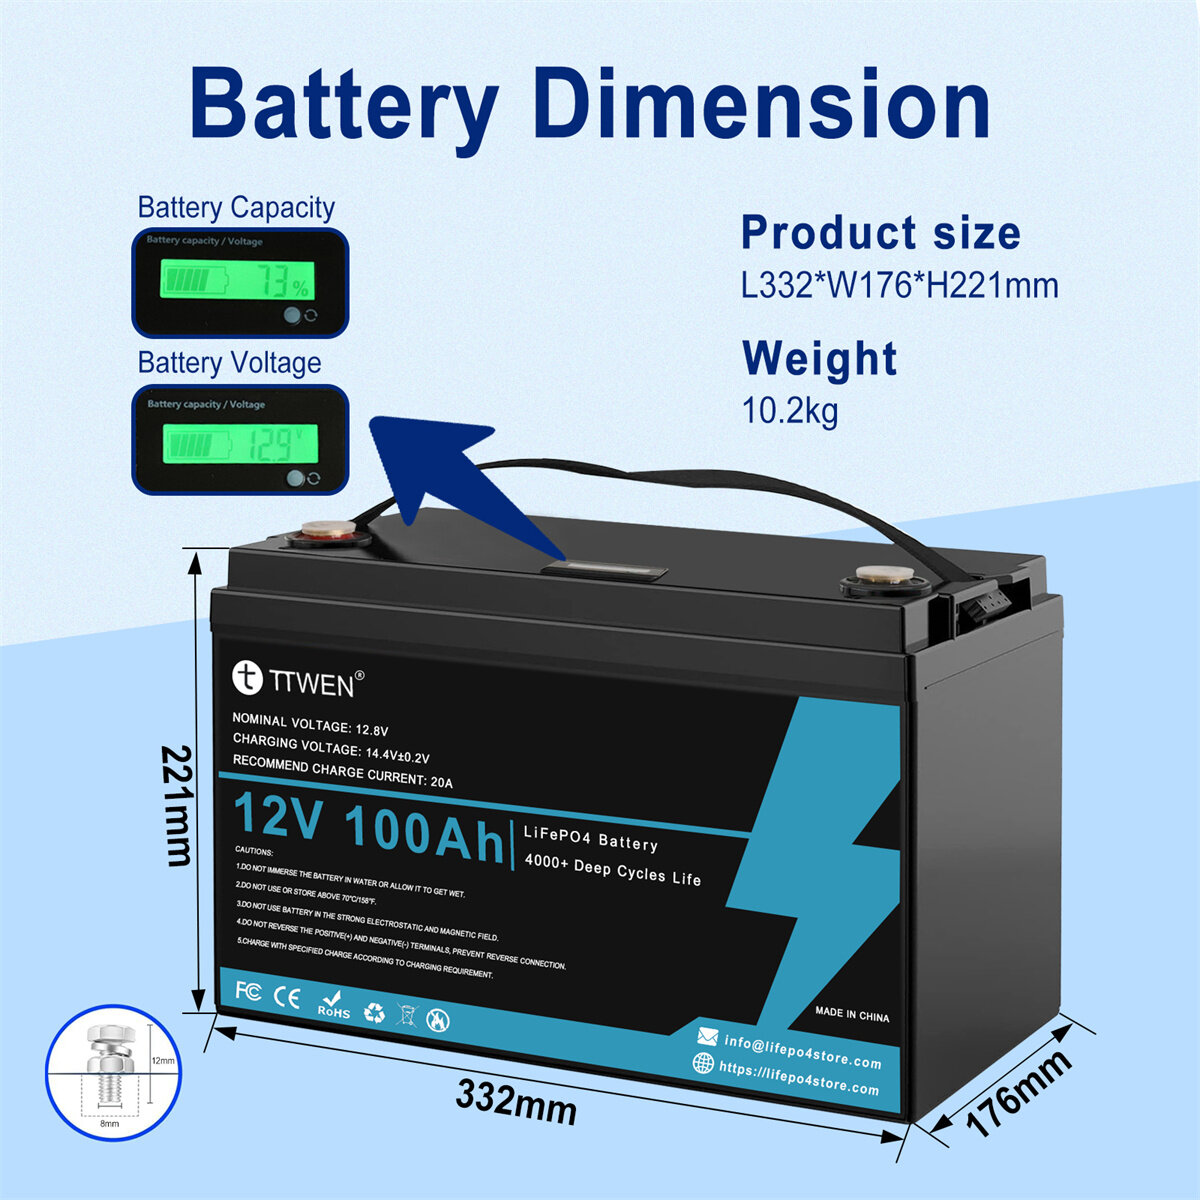 Battery Dimension
Battery Capacity
Battery capacity / Voltage
73%
Battery Voltage
Battery capacity / Voltage
12.9V
Product size
L332*W176*H221mm
Weight
10.2kg
t TTWEN®
NOMINAL VOLTAGE: 12.8V
CHARGING VOLTAGE: 14.4V±0.2V
RECOMMEND CHARGE CURRENT: 20A
12V 100Ah
LiFePO4 Battery
4000+ Deep Cycles Life
CAUTIONS:
1.DO NOT IMMERSE THE BATTERY IN WATER OR ALLOW IT TO GET WET.
2.DO NOT USE OR STORE ABOVE 70°C/158°F.
3.DO NOT USE BATTERY IN THE STRONG ELECTROSTATIC AND MAGNETIC FIELD.
4.DO NOT REVERSE THE POSITIVE(+) AND NEGATIVE(-) TERMINALS, PREVENT REVERSE CONNECTION.
5.CHARGE WITH SPECIFIED CHARGE ACCORDING TO CHARGING REQUIREMENT.
FC CE RoHS
MADE IN CHINA
info@lifepo4store.com
https://lifepo4store.com
221mm
332mm
176mm
12mm
8mm